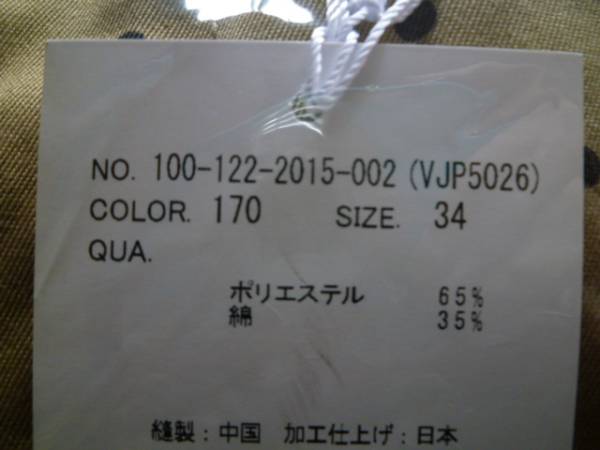 NO. 100-122-2015-002 (VJP5026)
COLOR. 170 SIZE. 34
QUA.
ポリエステル 65%
綿 35%
縫製：中国 加工仕上げ：日本